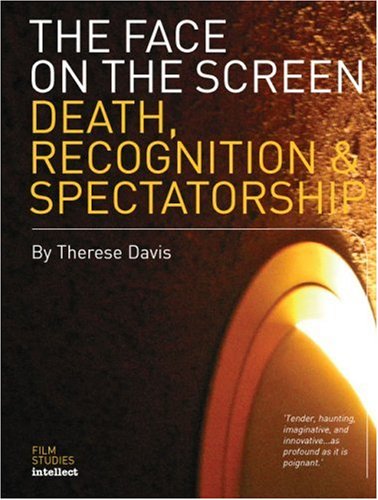 THE FACE
ON THE SCREEN
DEATH,
RECOGNITION &
SPECTATORSHIP
By Therese Davis
'Tender, haunting,
imaginative, and
innovative...as
profound as it is
poignant.'
FILM
STUDIES
intellect